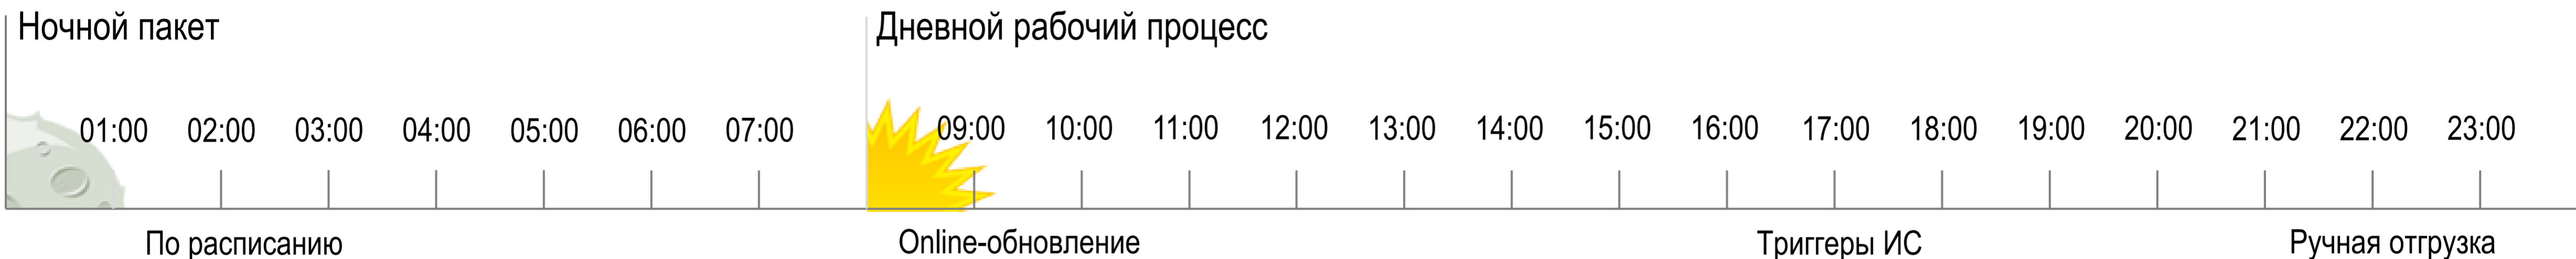 Ночной пакет
Дневной рабочий процесс
01:00 02:00 03:00 04:00 05:00 06:00 07:00 09:00 10:00 11:00 12:00 13:00 14:00 15:00 16:00 17:00 18:00 19:00 20:00 21:00 22:00 23:00
По расписанию Online-обновление Триггеры ИС Ручная отгрузка